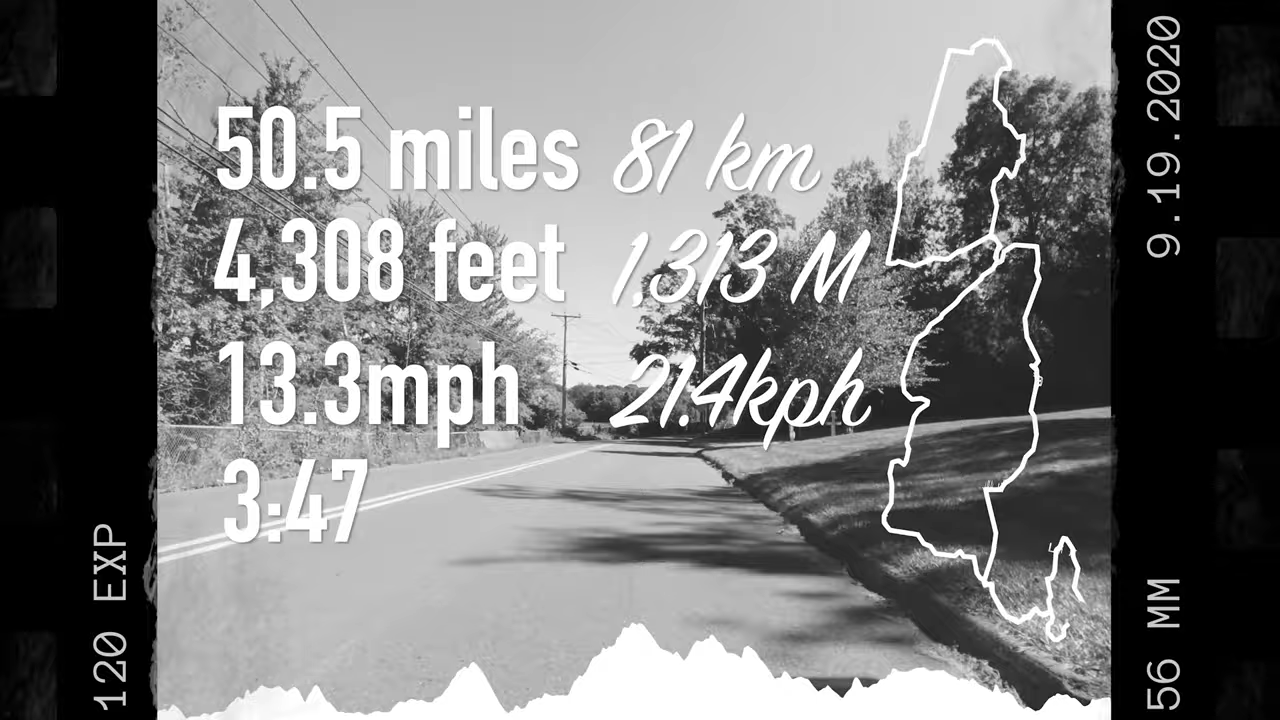 50.5 miles 81 km
4,308 feet 1,313 M
13.3mph 21.4kph
3:47
120 EXP
9.19.2020
56 MM